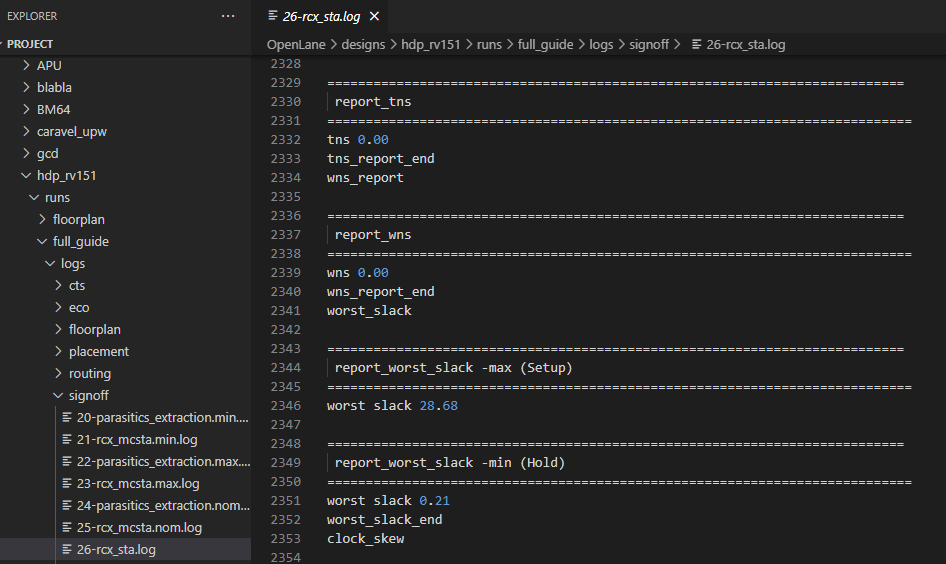 EXPLORER
PROJECT
APU
blabla
BM64
caravel_upw
gcd
hdp_rv151
runs
floorplan
full_guide
logs
cts
eco
floorplan
placement
routing
signoff
20-parasitics_extraction.min....
21-rcx_mcsta.min.log
22-parasitics_extraction.max....
23-rcx_mcsta.max.log
24-parasitics_extraction.nom...
25-rcx_mcsta.nom.log
26-rcx_sta.log
26-rcx_sta.log
OpenLane > designs > hdp_rv151 > runs > full_guide > logs > signoff > 26-rcx_sta.log
2328
2329 ===========================================================================
2330 report_tns
2331 ============================================================================
2332 tns 0.00
2333 tns_report_end
2334 wns_report
2335
2336 ===========================================================================
2337 report_wns
2338 ============================================================================
2339 wns 0.00
2340 wns_report_end
2341 worst_slack
2342
2343 ===========================================================================
2344 report_worst_slack -max (Setup)
2345 ============================================================================
2346 worst slack 28.68
2347
2348 ===========================================================================
2349 report_worst_slack -min (Hold)
2350 ============================================================================
2351 worst slack 0.21
2352 worst_slack_end
2353 clock_skew
2354